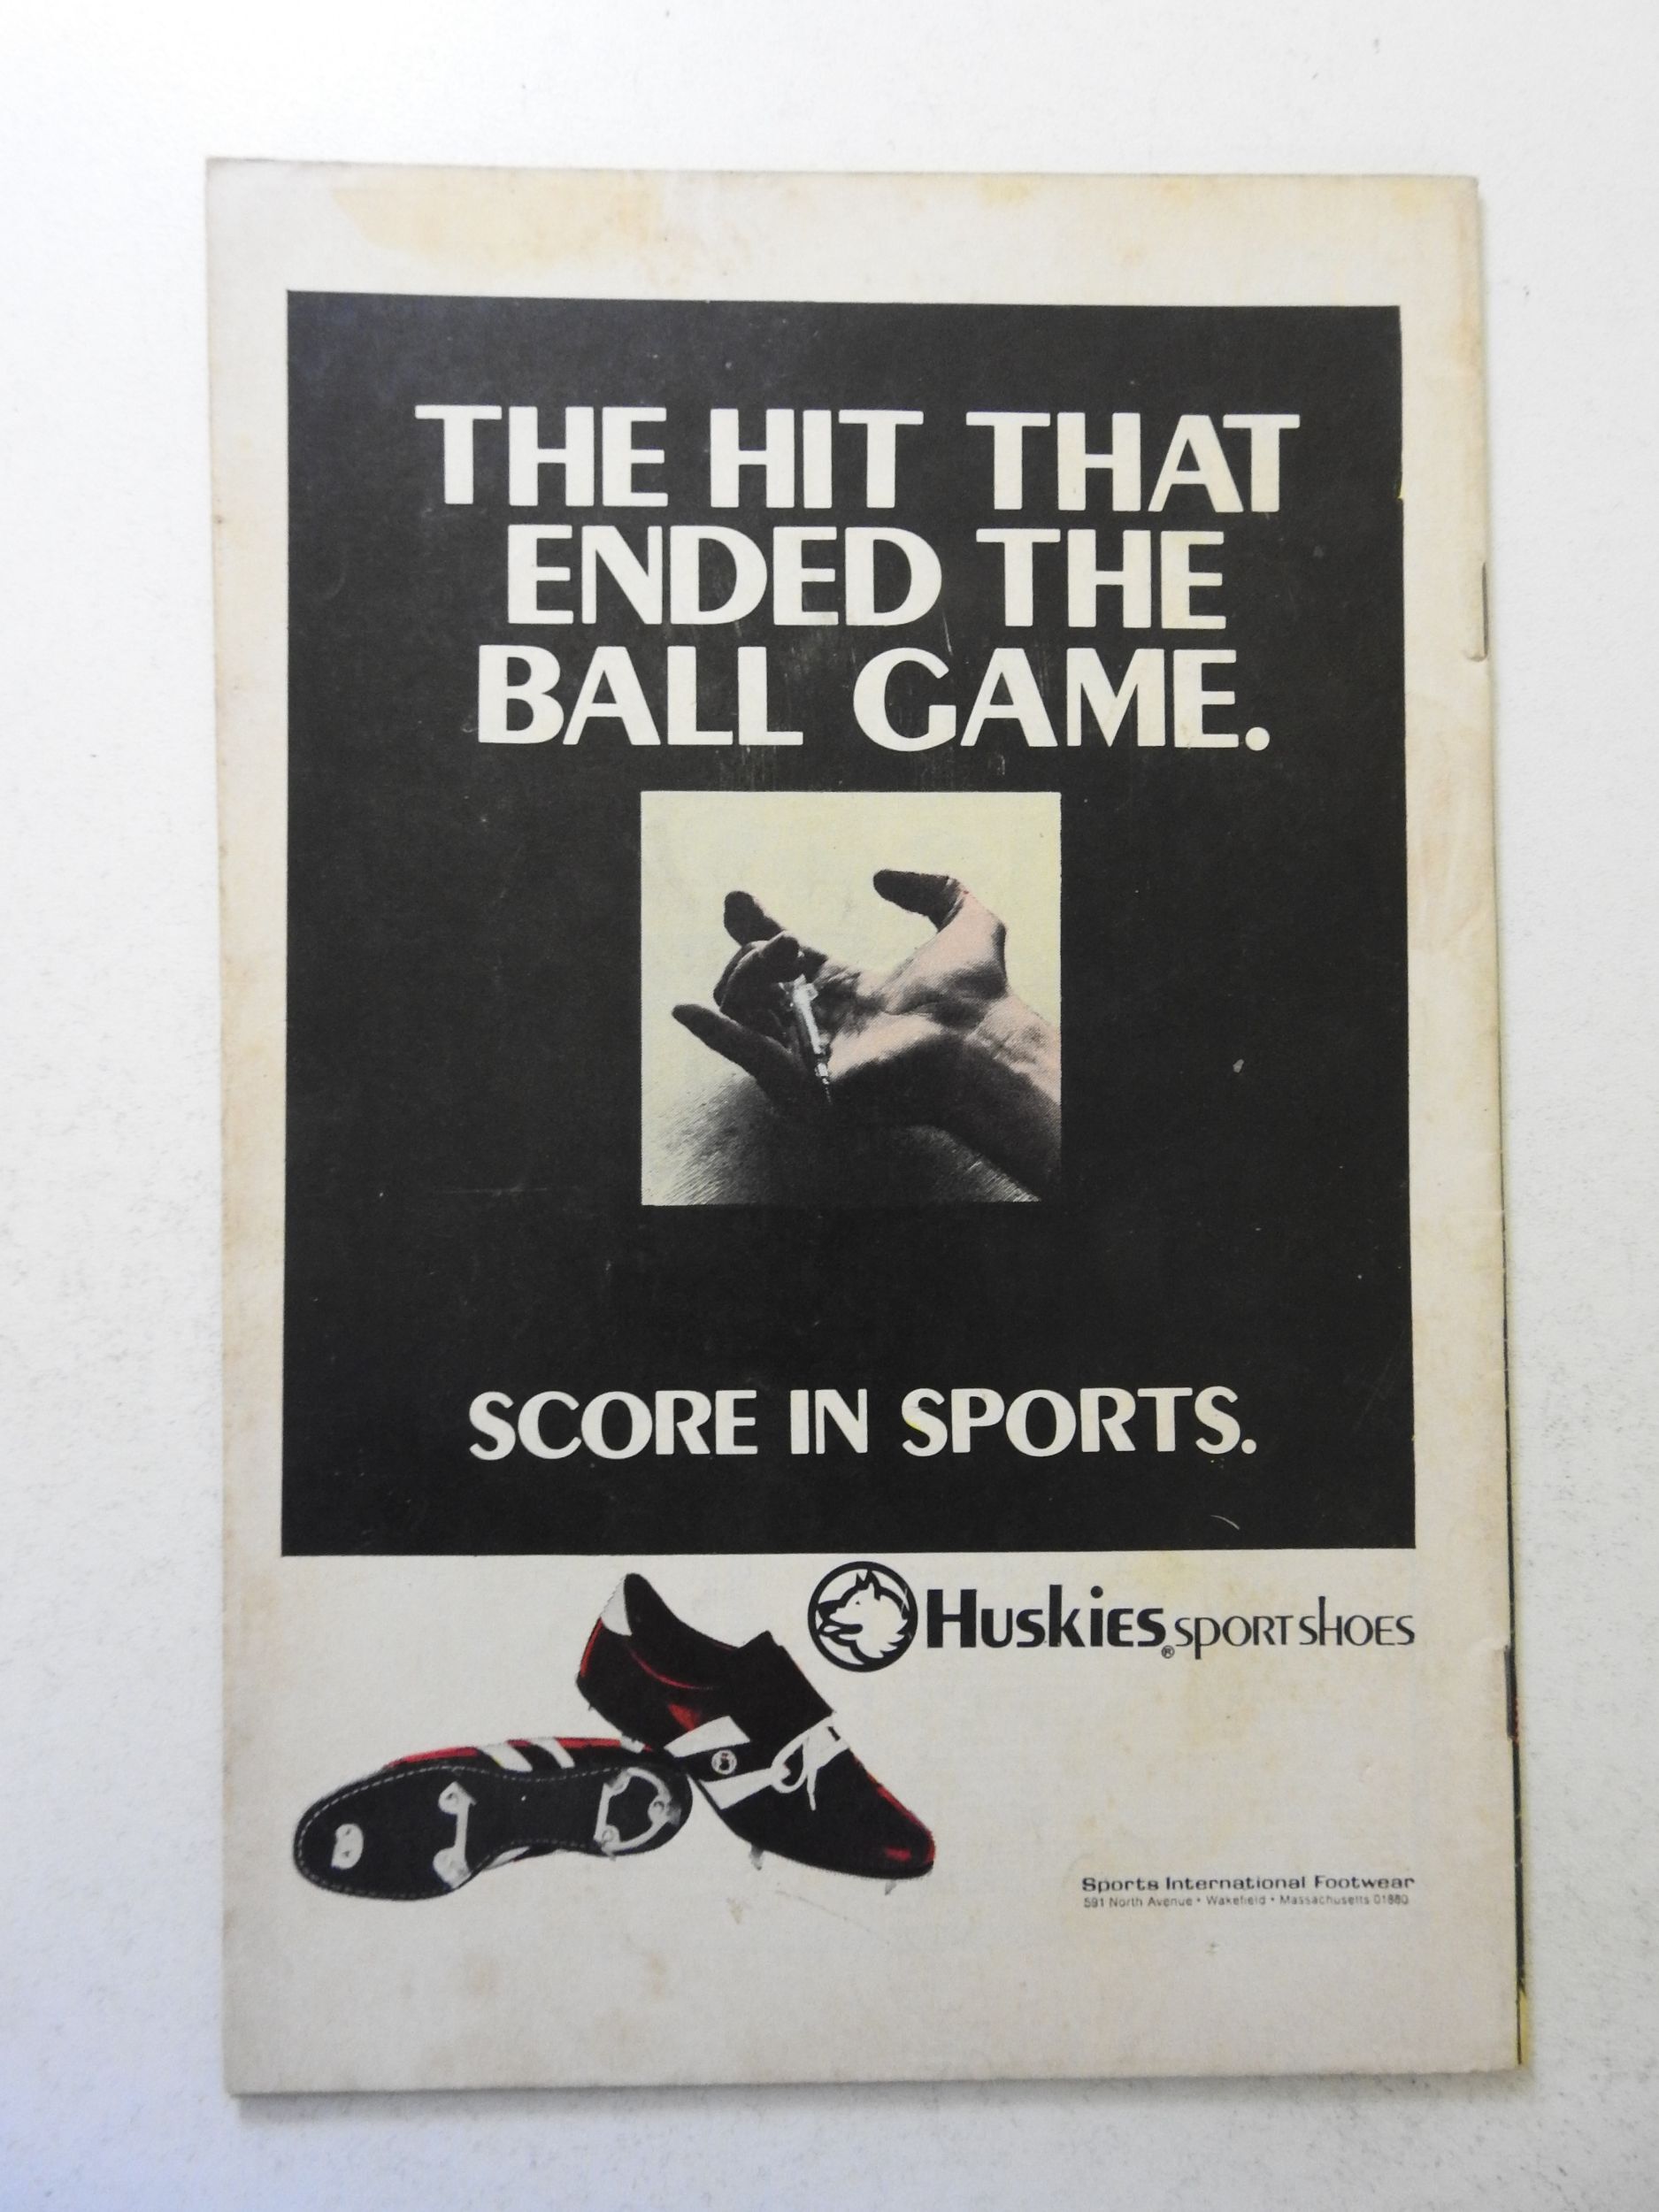 THE HIT THAT
ENDED THE
BALL GAME.
SCORE IN SPORTS.
HUSKIES® SPORT SHOES
Sports International Footwear
591 North Avenue • Wakefield • Massachusetts 01880